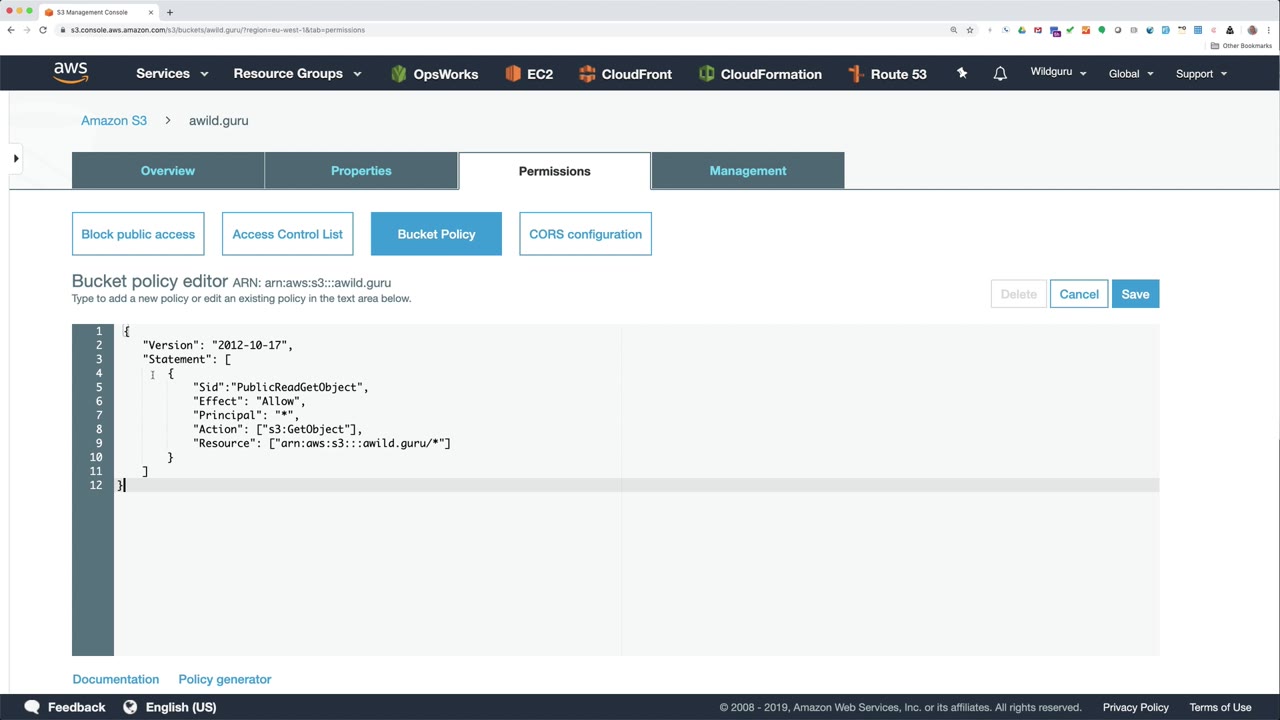 S3 Management Console
s3.console.aws.amazon.com/s3/buckets/awild.guru/?region=eu-west-1&tab=permissions
Other Bookmarks
aws Services Resource Groups OpsWorks EC2 CloudFront CloudFormation Route 53 Wildguru Global Support
Amazon S3 > awild.guru
Overview Properties Permissions Management
Block public access Access Control List Bucket Policy CORS configuration
Bucket policy editor ARN: arn:aws:s3:::awild.guru
Type to add a new policy or edit an existing policy in the text area below.
Delete Cancel Save
1 {
2 "Version": "2012-10-17",
3 "Statement": [
4 {
5 "Sid":"PublicReadGetObject",
6 "Effect": "Allow",
7 "Principal": "*",
8 "Action": ["s3:GetObject"],
9 "Resource": ["arn:aws:s3:::awild.guru/*"]
10 }
11 ]
12 }
Documentation Policy generator
Feedback English (US) © 2008 - 2019, Amazon Web Services, Inc. or its affiliates. All rights reserved. Privacy Policy Terms of Use